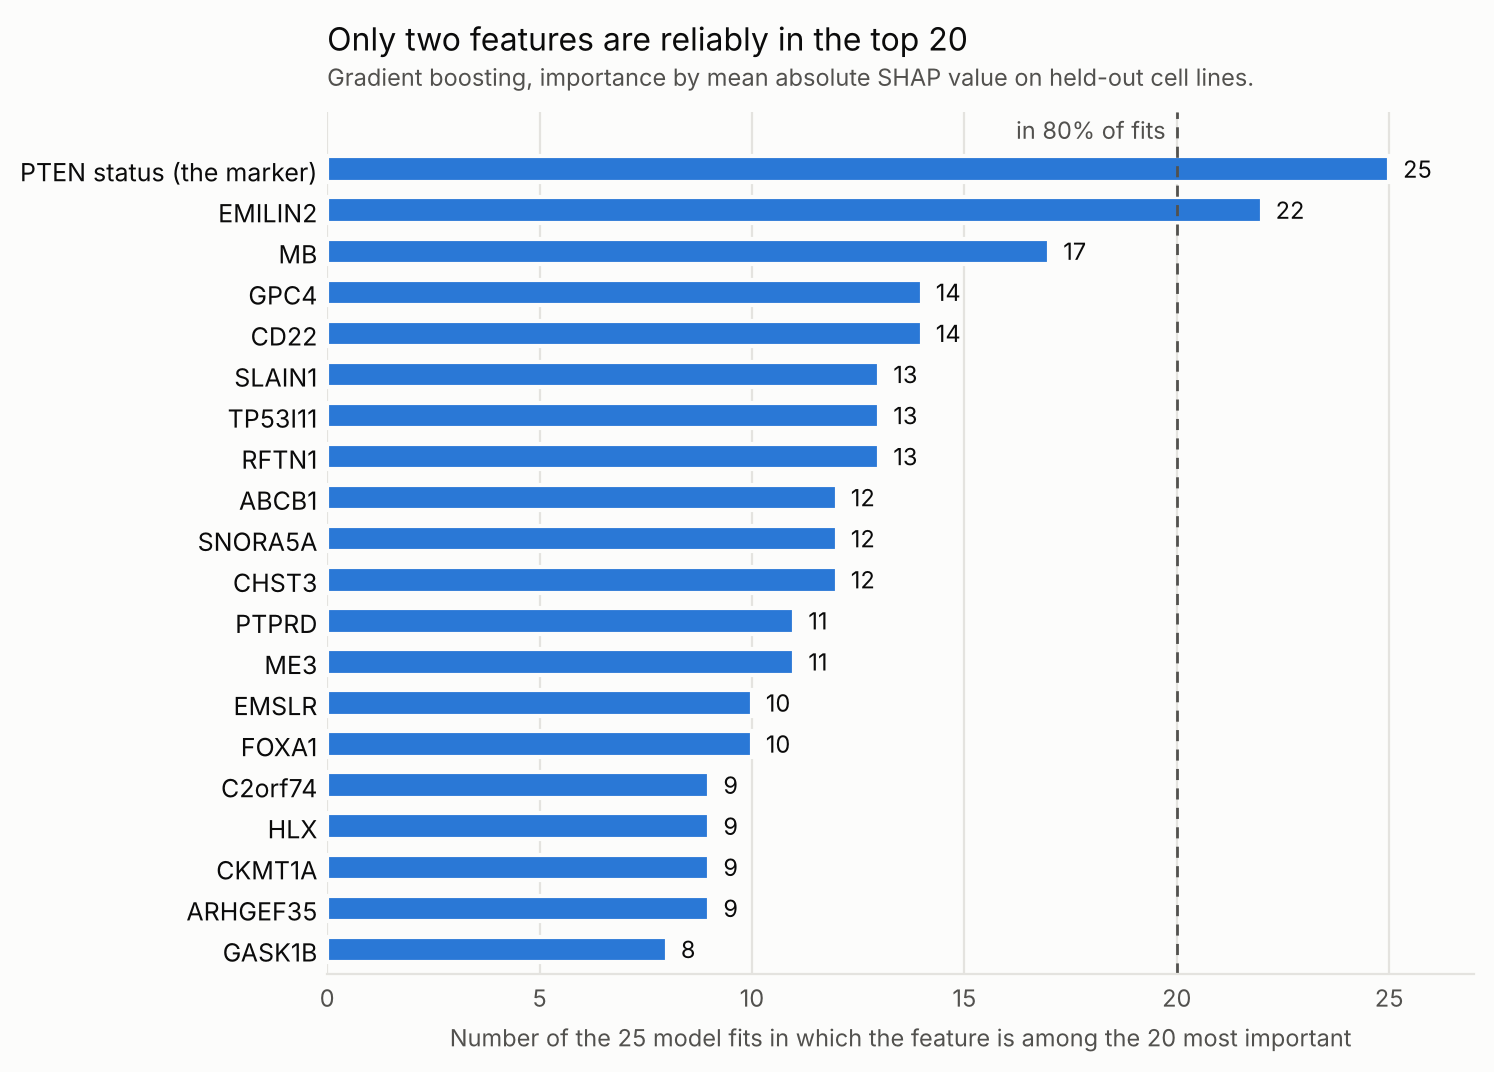 Only two features are reliably in the top 20
Gradient boosting, importance by mean absolute SHAP value on held-out cell lines.
in 80% of fits
PTEN status (the marker) 25
EMILIN2 22
MB 17
GPC4 14
CD22 14
SLAIN1 13
TP53I11 13
RFTN1 13
ABCB1 12
SNORA5A 12
CHST3 12
PTPRD 11
ME3 11
EMSLR 10
FOXA1 10
C2orf74 9
HLX 9
CKMT1A 9
ARHGEF35 9
GASK1B 8
0 5 10 15 20 25
Number of the 25 model fits in which the feature is among the 20 most important